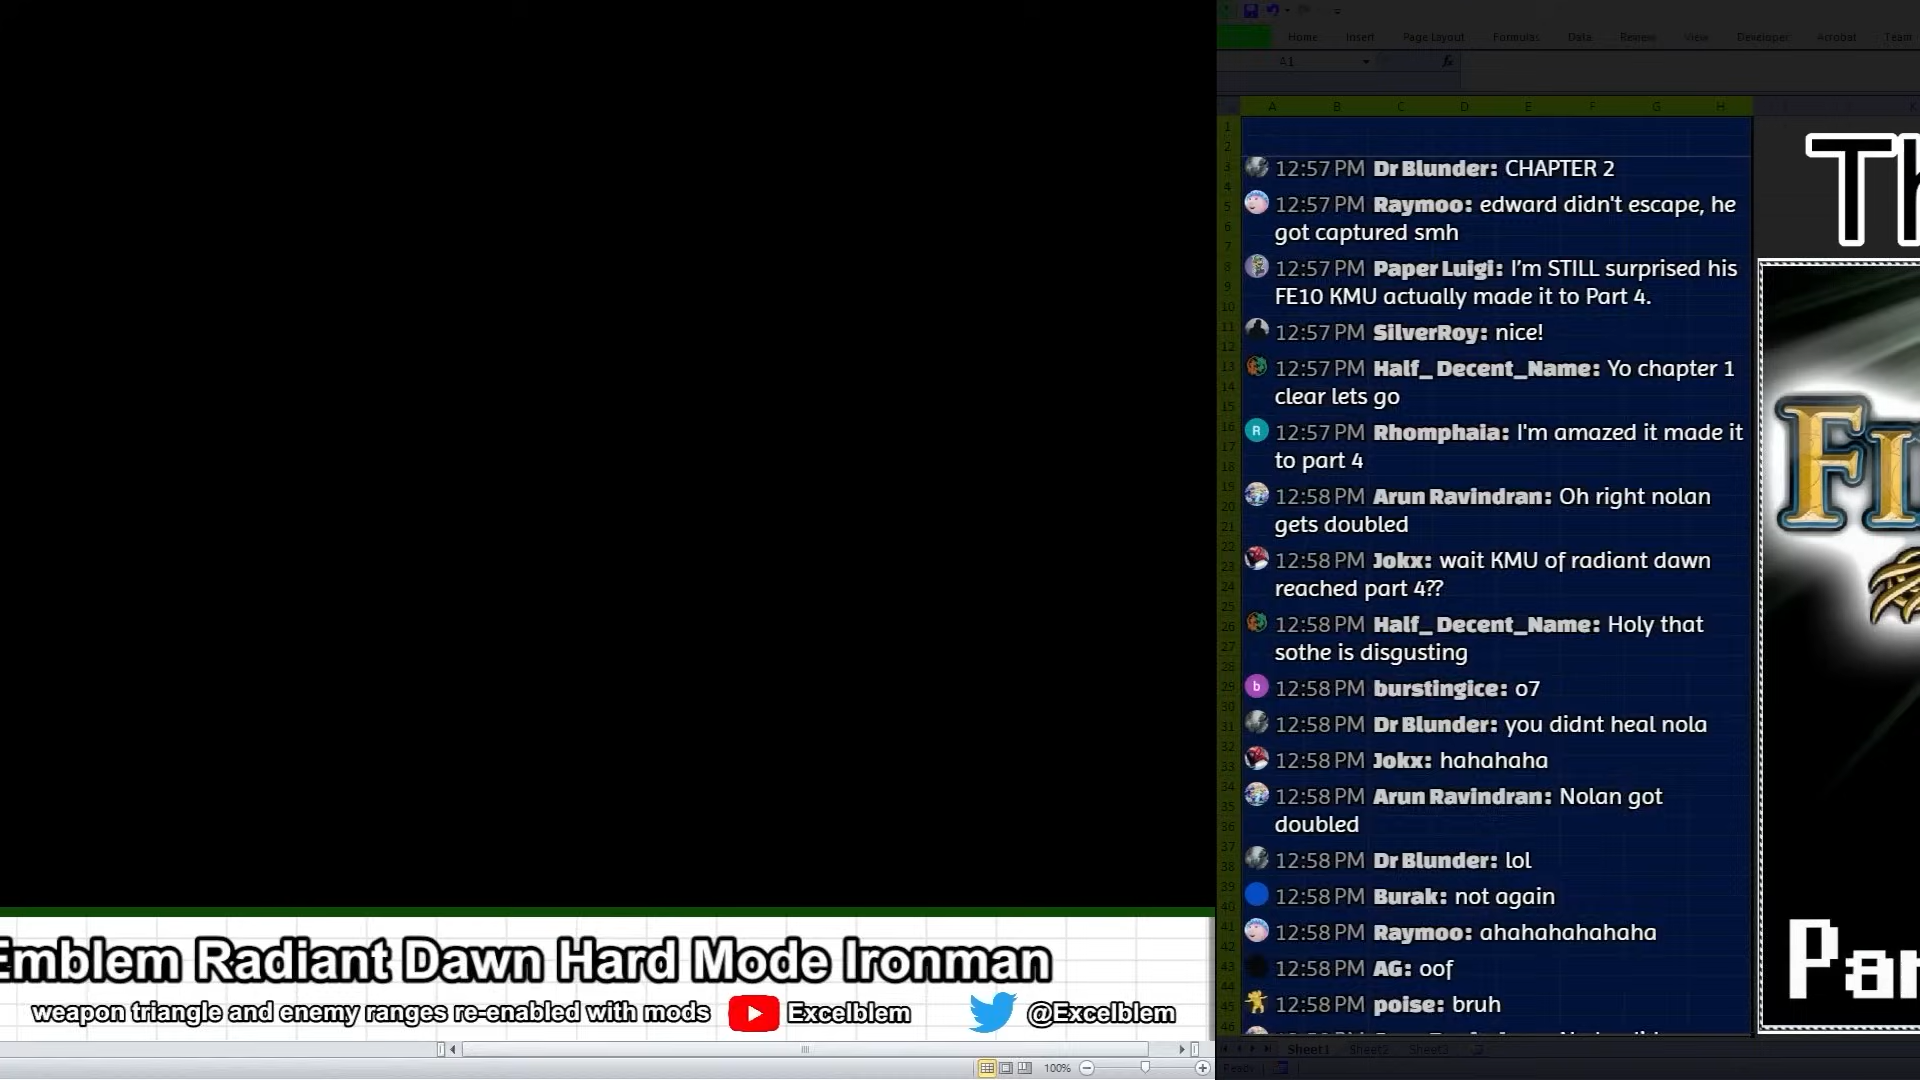 Home Insert Page Layout Formulas Data Review View Developer Acrobat Team
A1 fx
A B C D E F G H
12:57 PM Dr Blunder: CHAPTER 2
12:57 PM Raymoo: edward didn't escape, he
got captured smh
12:57 PM Paper Luigi: I'm STILL surprised his
FE10 KMU actually made it to Part 4.
12:57 PM SilverRoy: nice!
12:57 PM Half_Decent_Name: Yo chapter 1
clear lets go
12:57 PM Rhomphaia: I'm amazed it made it
to part 4
12:58 PM Arun Ravindran: Oh right nolan
gets doubled
12:58 PM Jokx: wait KMU of radiant dawn
reached part 4??
12:58 PM Half_Decent_Name: Holy that
sothe is disgusting
12:58 PM burstingice: o7
12:58 PM Dr Blunder: you didnt heal nola
12:58 PM Jokx: hahahaha
12:58 PM Arun Ravindran: Nolan got
doubled
12:58 PM Dr Blunder: lol
12:58 PM Burak: not again
12:58 PM Raymoo: ahahahahahaha
12:58 PM AG: oof
12:58 PM poise: bruh
Th
Fi
Par
Emblem Radiant Dawn Hard Mode Ironman
weapon triangle and enemy ranges re-enabled with mods Excelblem @Excelblem
Sheet1 Sheet2 Sheet3
Ready
100%